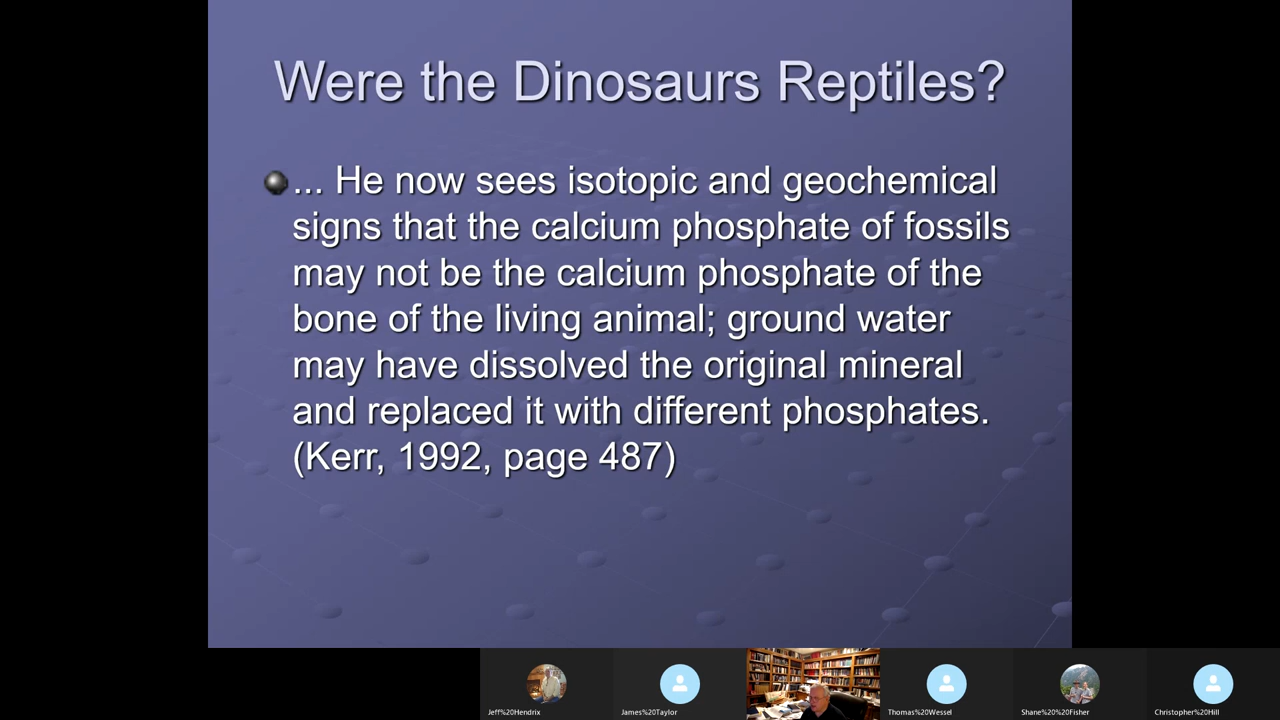 Were the Dinosaurs Reptiles?
... He now sees isotopic and geochemical
signs that the calcium phosphate of fossils
may not be the calcium phosphate of the
bone of the living animal; ground water
may have dissolved the original mineral
and replaced it with different phosphates.
(Kerr, 1992, page 487)
Jeff%20Hendrix
James%20Taylor
Thomas%20Wessel
Shane%20%20Fisher
Christopher%20Hill